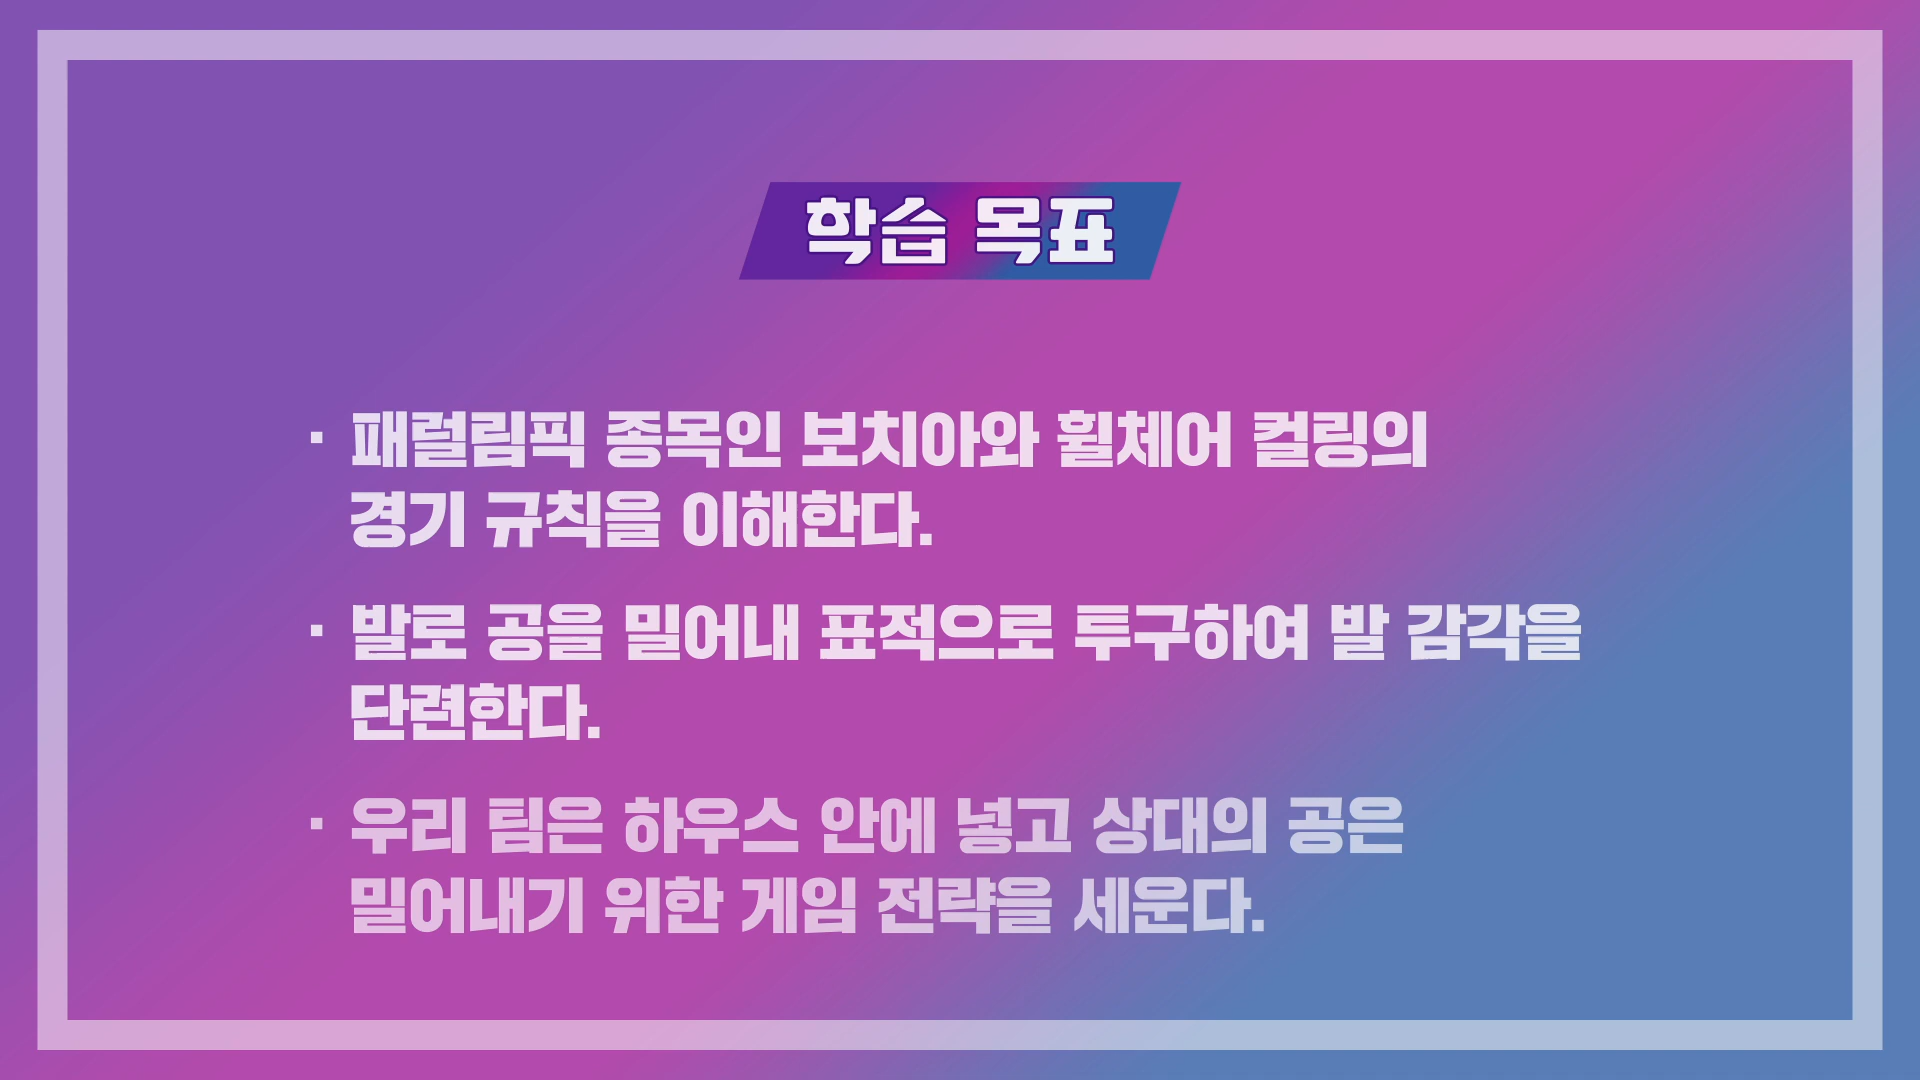 학습 목표
· 패럴림픽 종목인 보치아와 휠체어 컬링의
경기 규칙을 이해한다.
· 발로 공을 밀어내 표적으로 투구하여 발 감각을
단련한다.
· 우리 팀은 하우스 안에 넣고 상대의 공은
밀어내기 위한 게임 전략을 세운다.